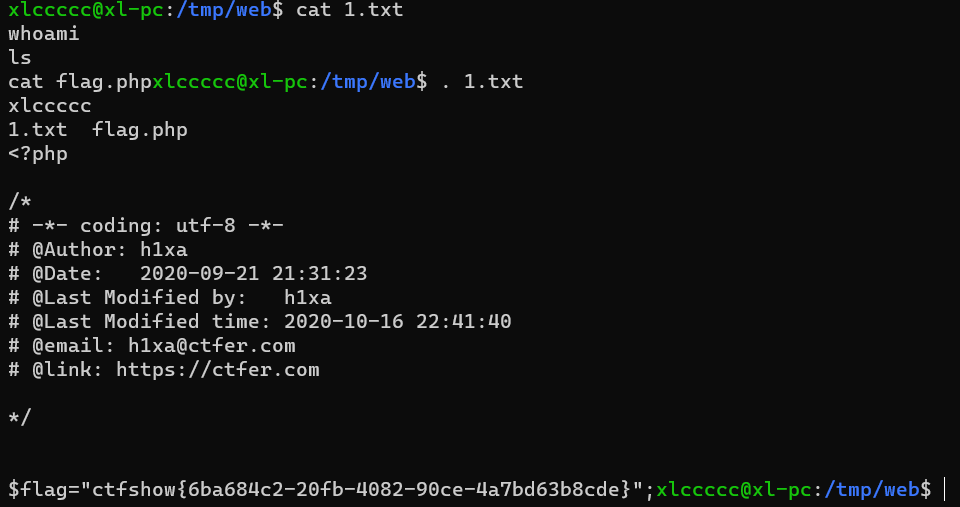 xlccccc@xl-pc:/tmp/web$ cat 1.txt
whoami
ls
cat flag.phpxlccccc@xl-pc:/tmp/web$ . 1.txt
xlccccc
1.txt  flag.php
<?php
/*
# -*- coding: utf-8 -*-
# @Author: h1xa
# @Date:   2020-09-21 21:31:23
# @Last Modified by:   h1xa
# @Last Modified time: 2020-10-16 22:41:40
# @email: h1xa@ctfer.com
# @link: https://ctfer.com
*/
$flag="ctfshow{6ba684c2-20fb-4082-90ce-4a7bd63b8cde}";xlccccc@xl-pc:/tmp/web$